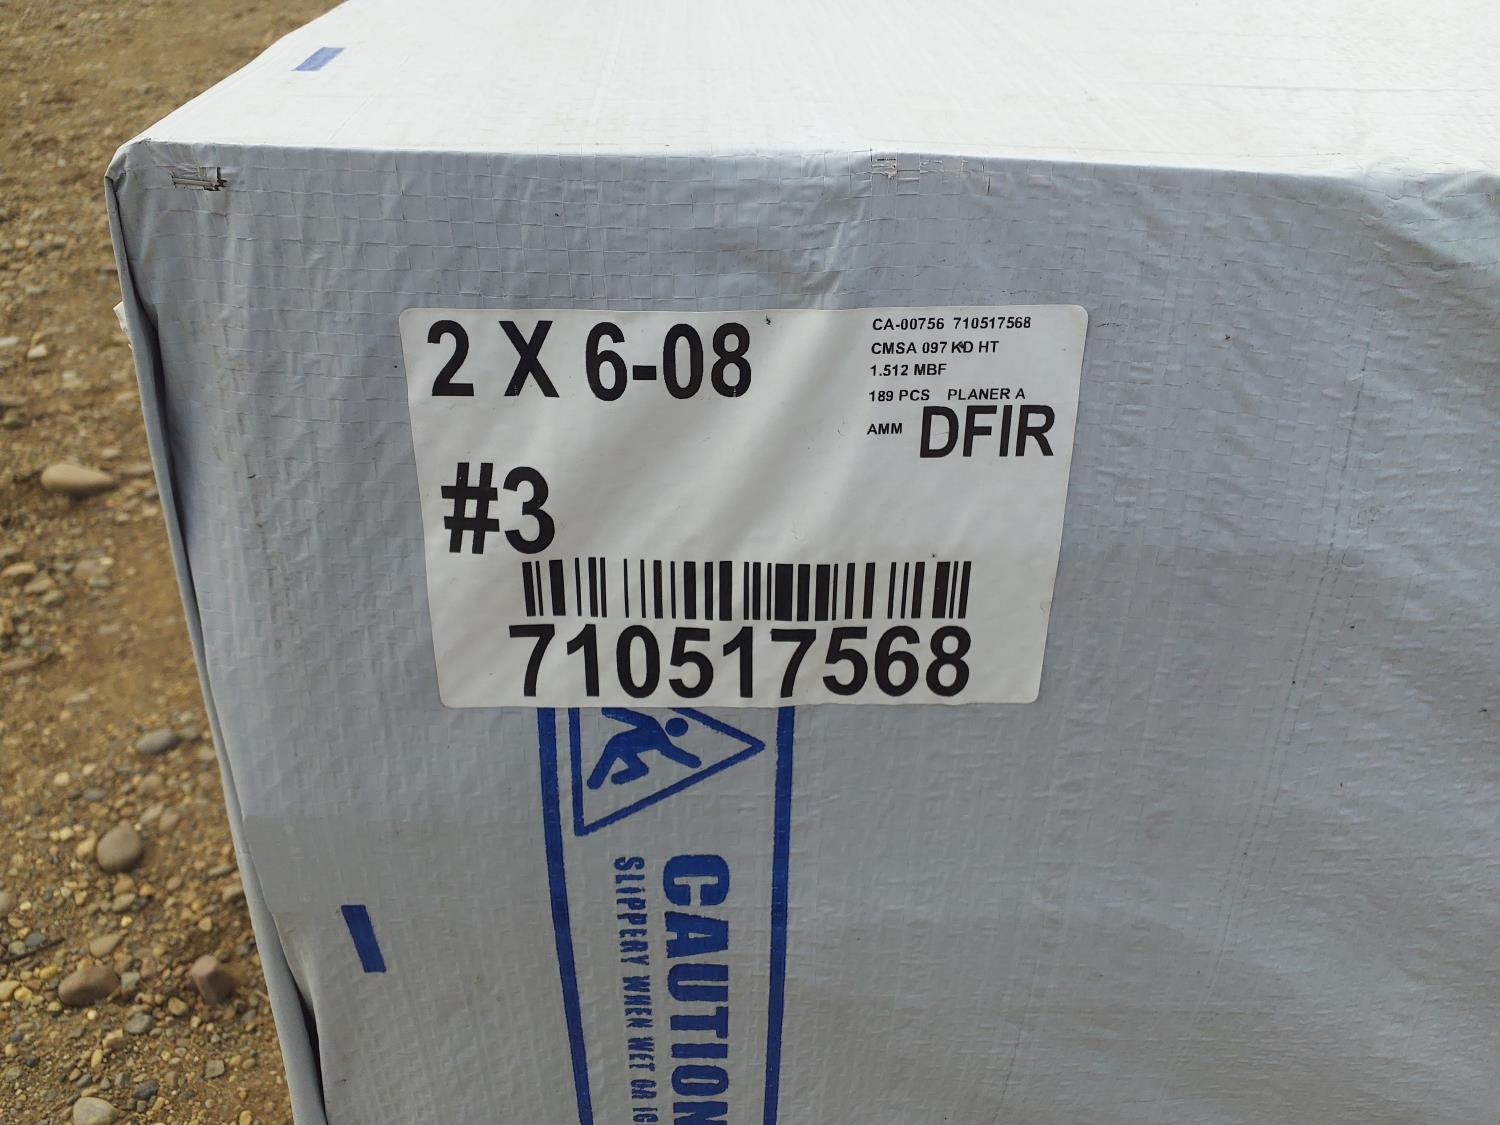 2 X 6-08
CA-00756 710517568
CMSA 097 KD HT
1.512 MBF
189 PCS PLANER A
AMM DFIR
#3
710517568
CAUTION
SLIPPERY WHEN WET OR